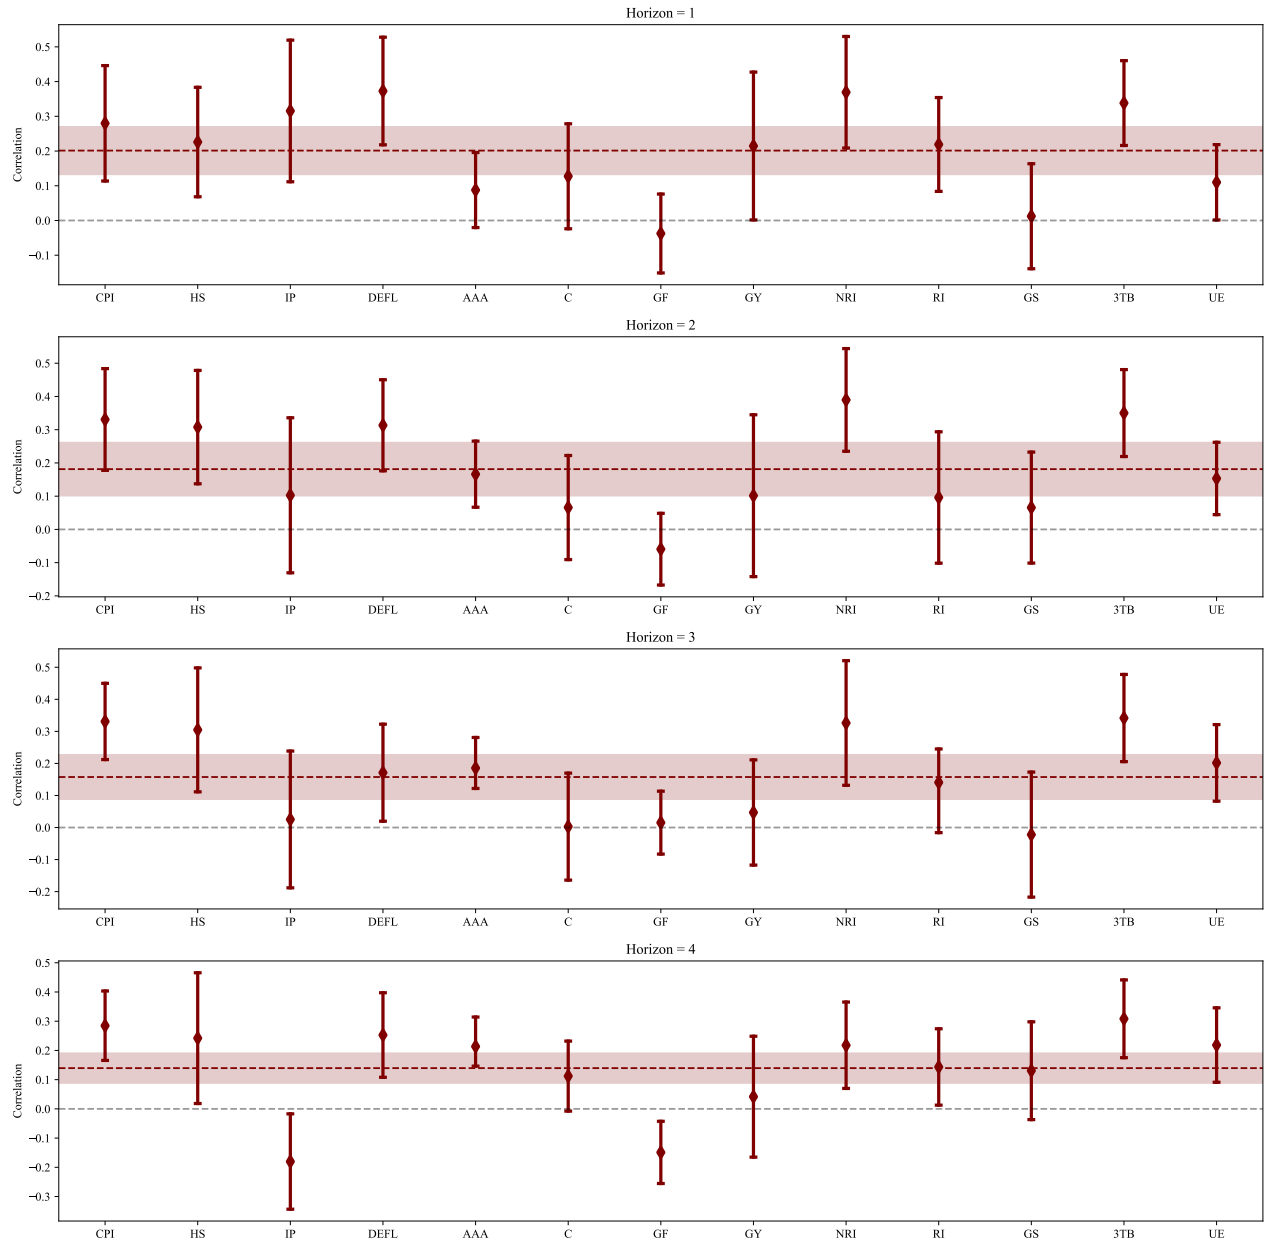 Horizon = 1
Correlation
0.5
0.4
0.3
0.2
0.1
0.0
−0.1
CPI HS IP DEFL AAA C GF GY NRI RI GS 3TB UE
Horizon = 2
Correlation
0.5
0.4
0.3
0.2
0.1
0.0
−0.1
−0.2
CPI HS IP DEFL AAA C GF GY NRI RI GS 3TB UE
Horizon = 3
Correlation
0.5
0.4
0.3
0.2
0.1
0.0
−0.1
−0.2
CPI HS IP DEFL AAA C GF GY NRI RI GS 3TB UE
Horizon = 4
Correlation
0.5
0.4
0.3
0.2
0.1
0.0
−0.1
−0.2
−0.3
CPI HS IP DEFL AAA C GF GY NRI RI GS 3TB UE